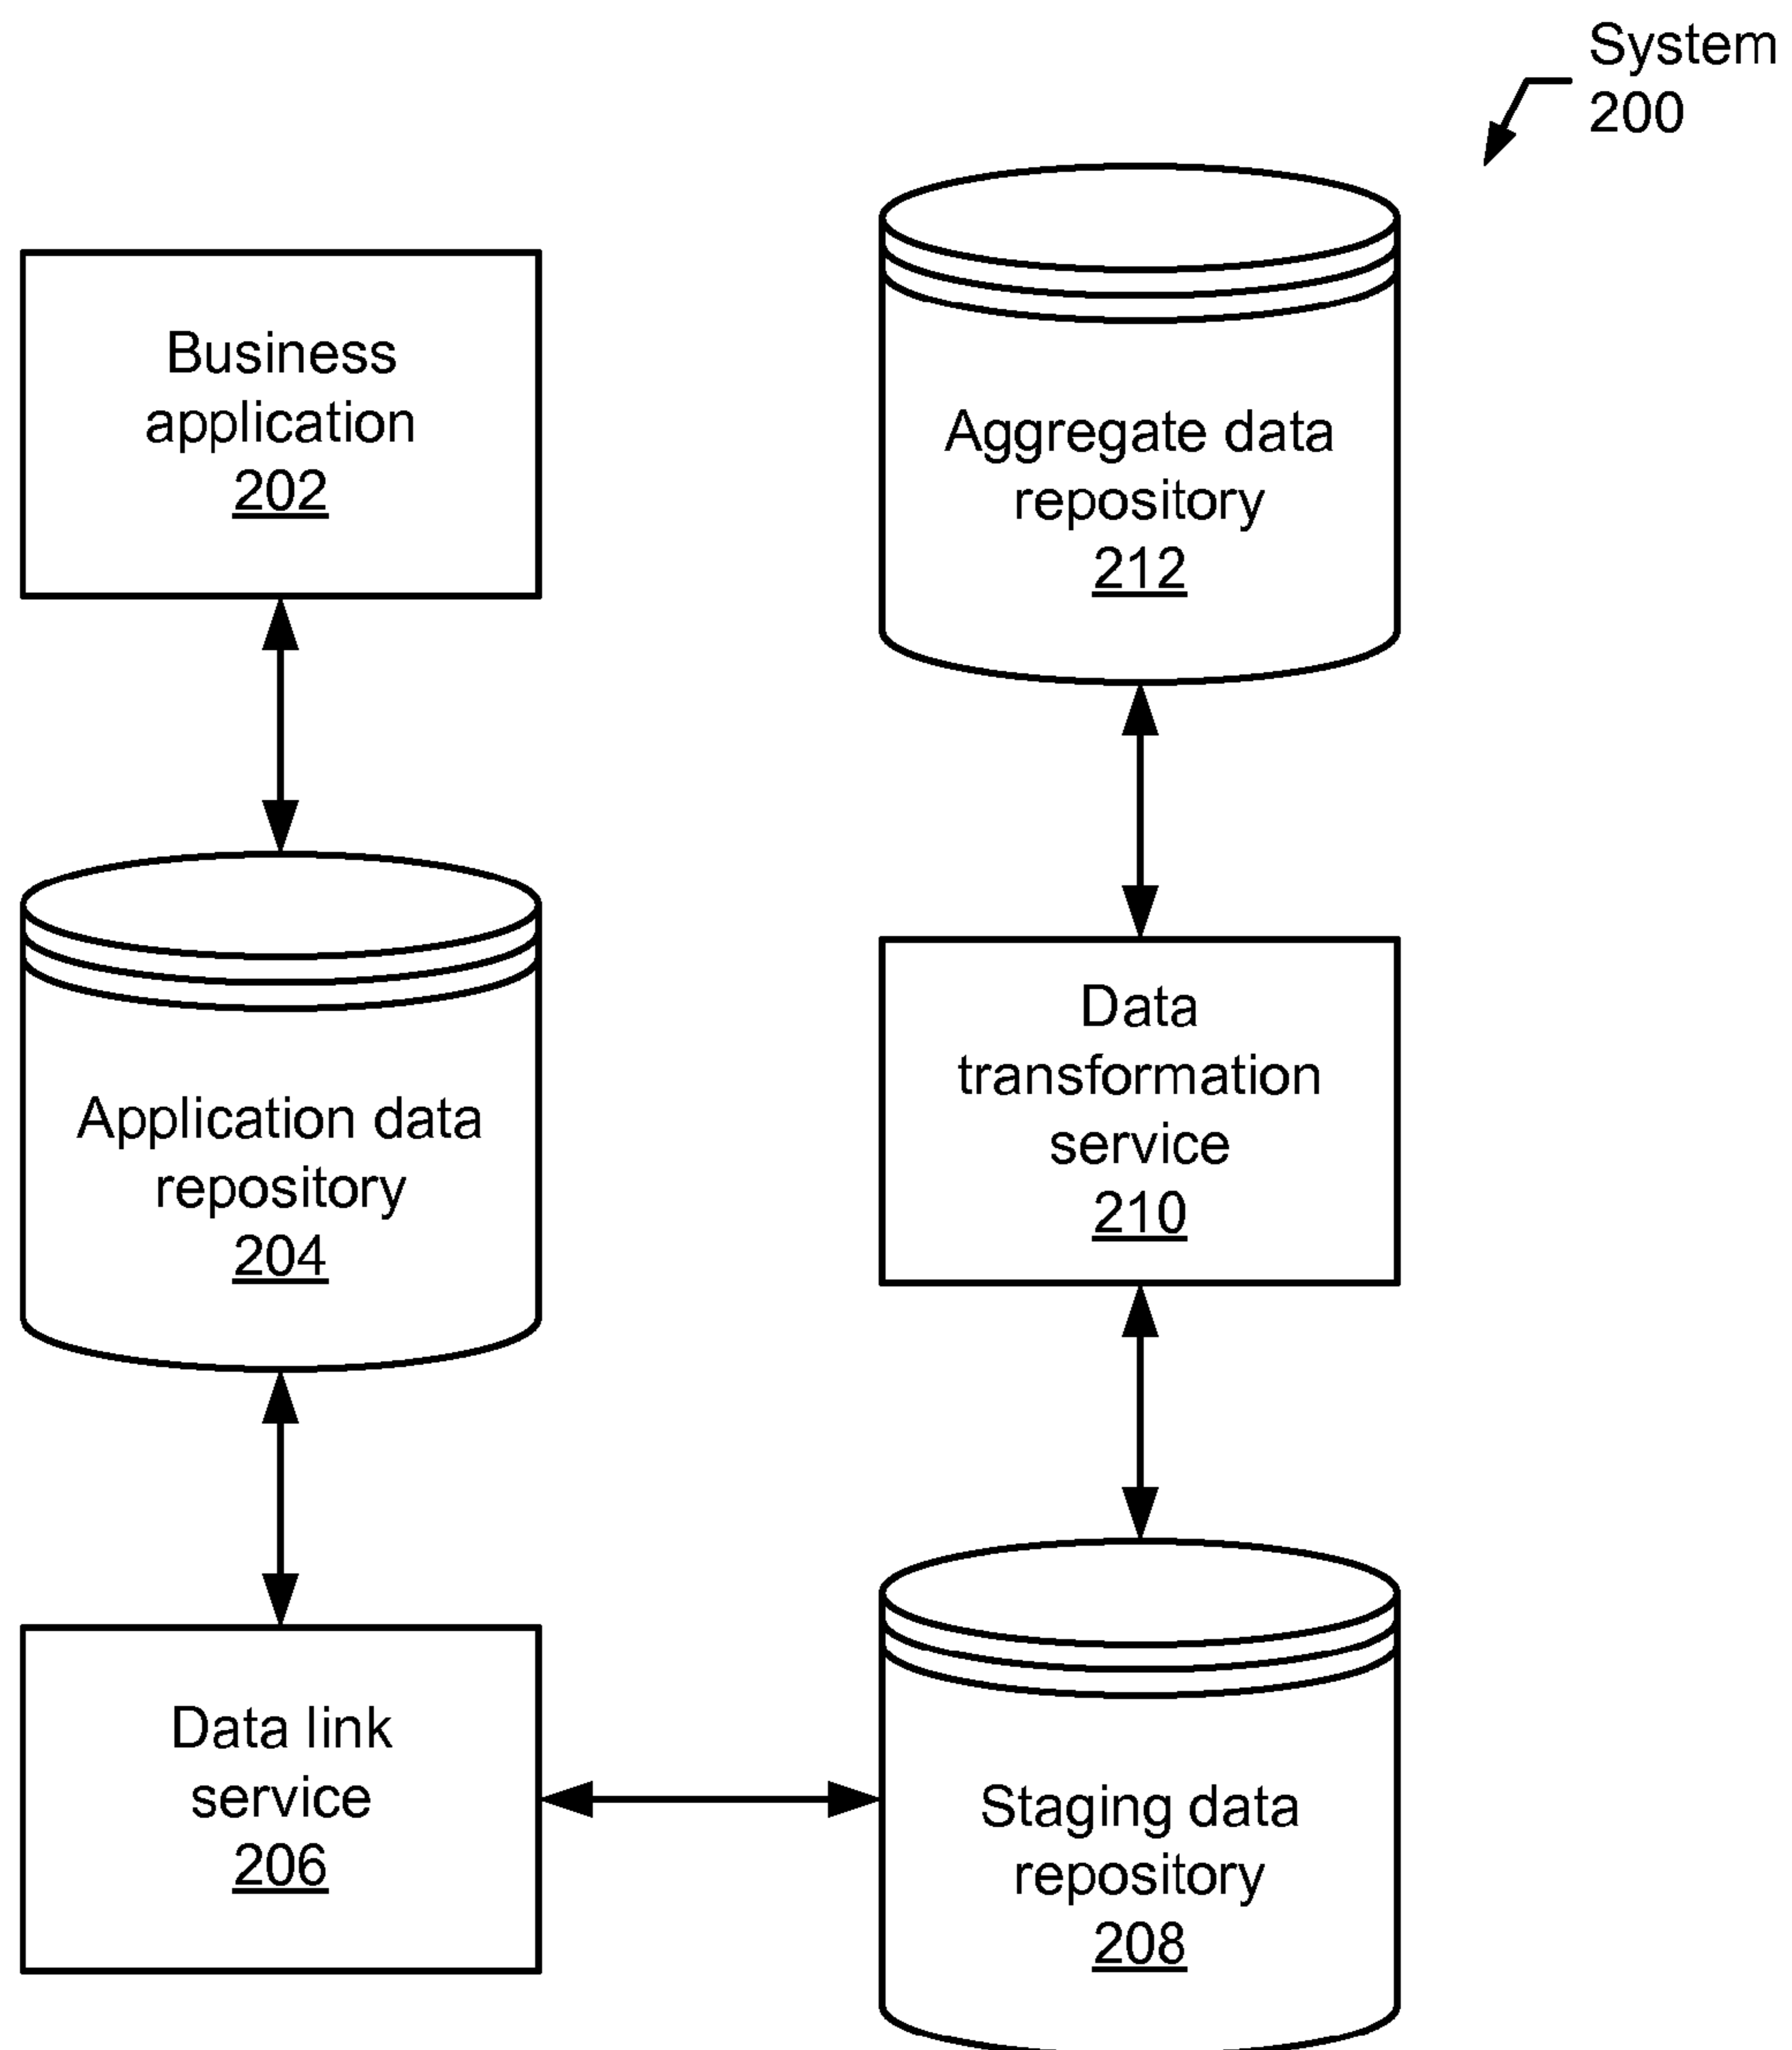 System
200
Business
application
202
Aggregate data
repository
212
Application data
repository
204
Data
transformation
service
210
Data link
service
206
Staging data
repository
208